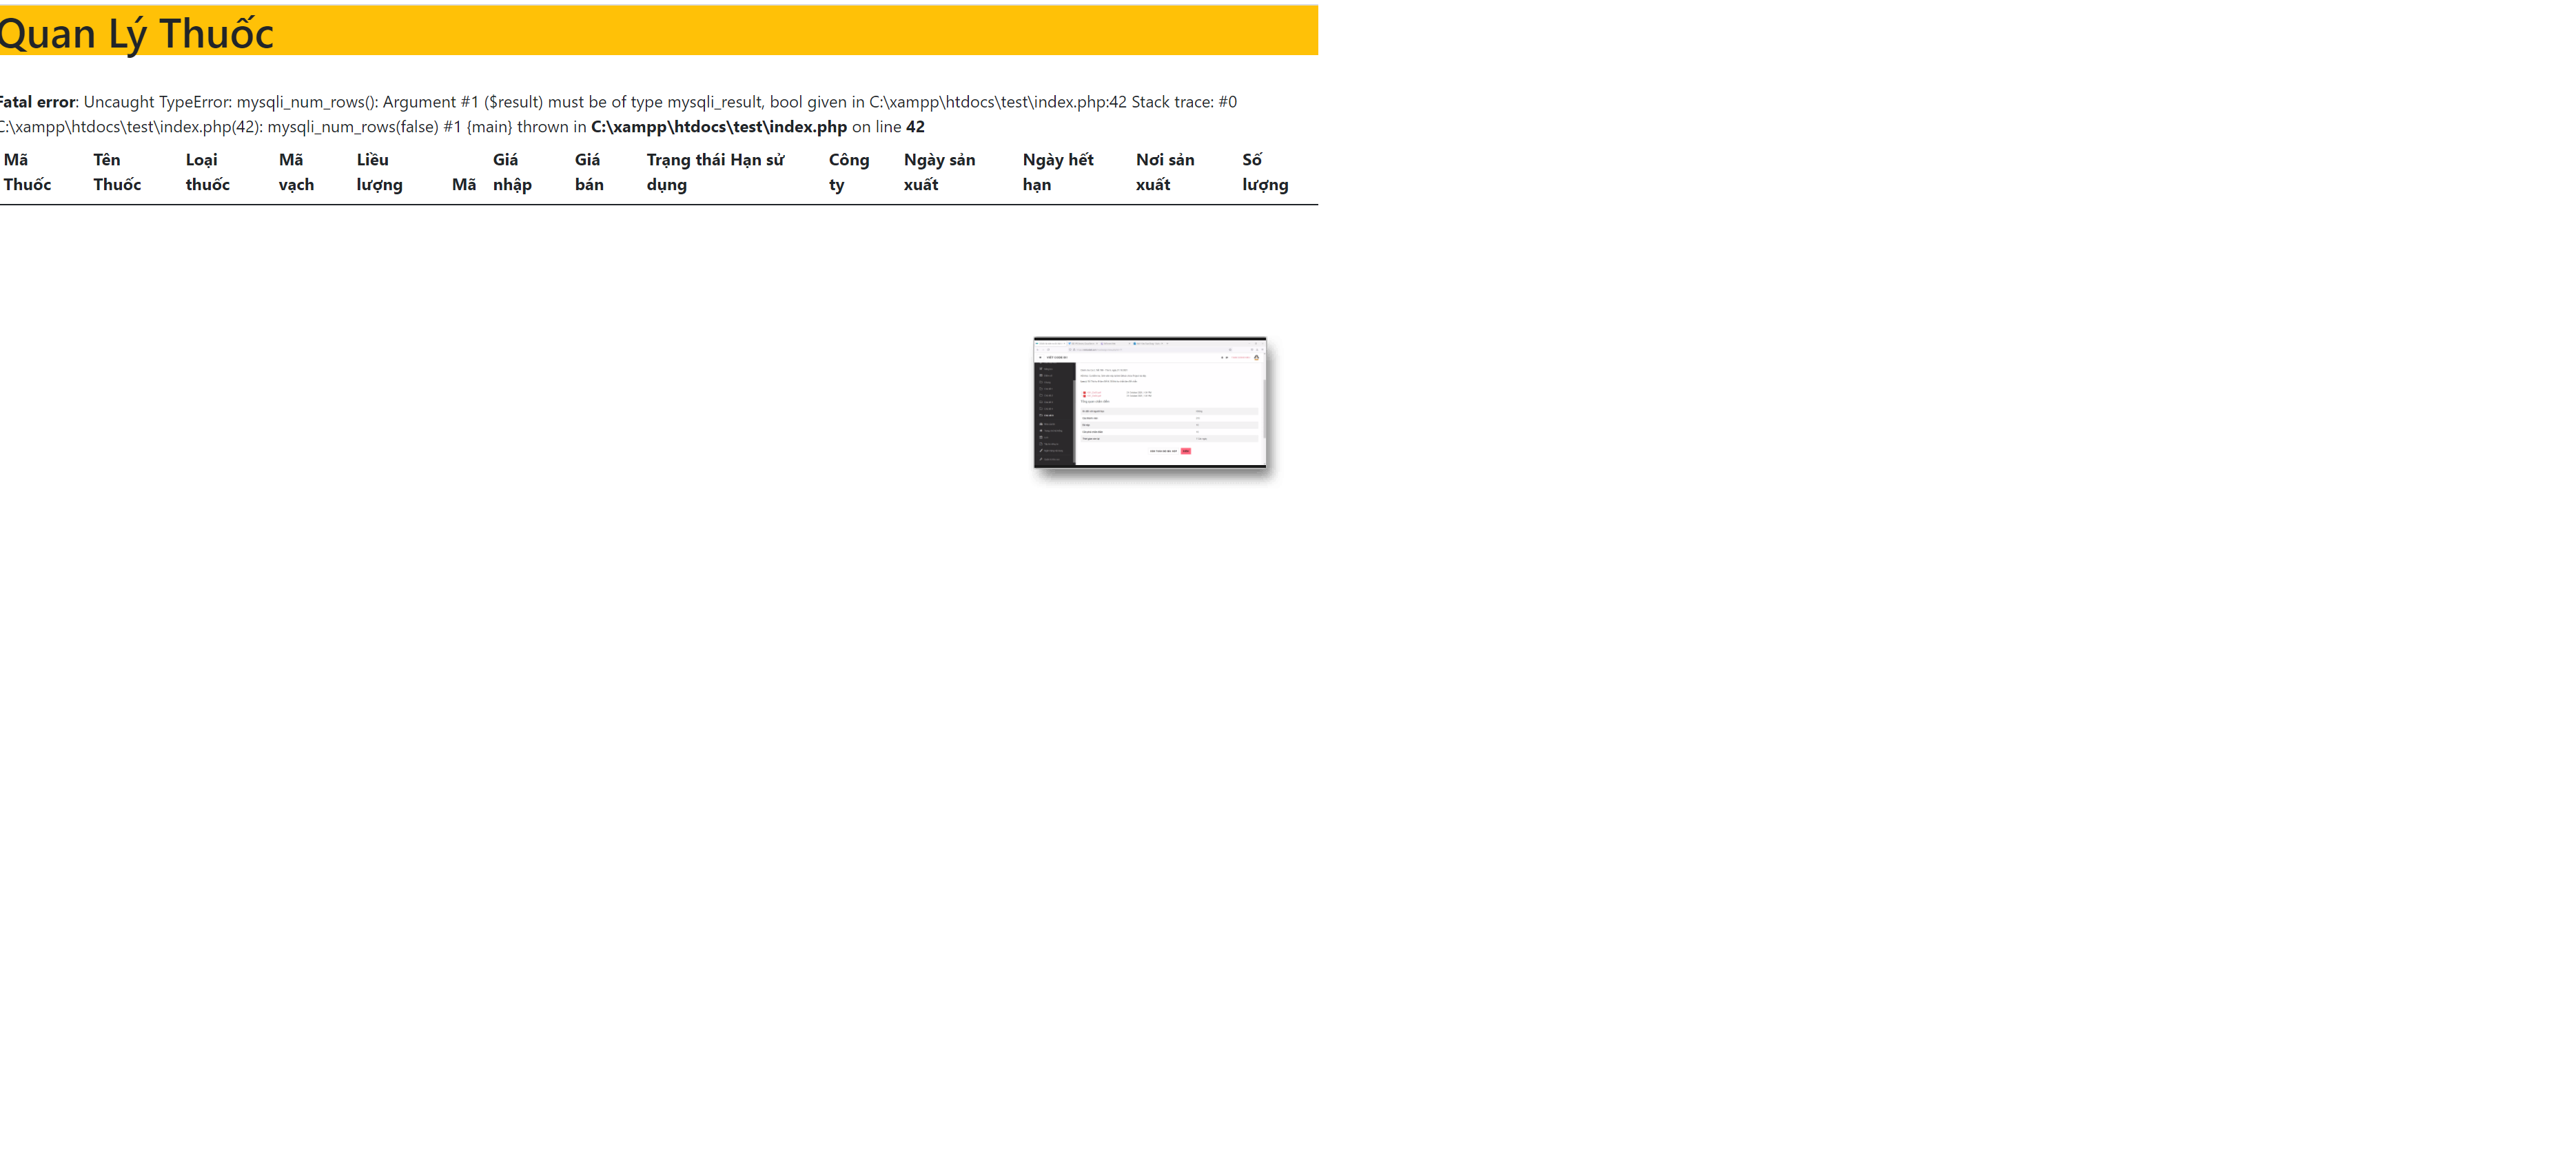 Quan Lý Thuốc
Fatal error: Uncaught TypeError: mysqli_num_rows(): Argument #1 ($result) must be of type mysqli_result, bool given in C:\xampp\htdocs\test\index.php:42 Stack trace: #0
C:\xampp\htdocs\test\index.php(42): mysqli_num_rows(false) #1 {main} thrown in C:\xampp\htdocs\test\index.php on line 42
Mã Tên Loại Mã Liều Giá Giá Trạng thái Hạn sử Công Ngày sản Ngày hết Nơi sản Số
Thuốc Thuốc thuốc vạch lượng Mã nhập bán dụng ty xuất hạn xuất lượng